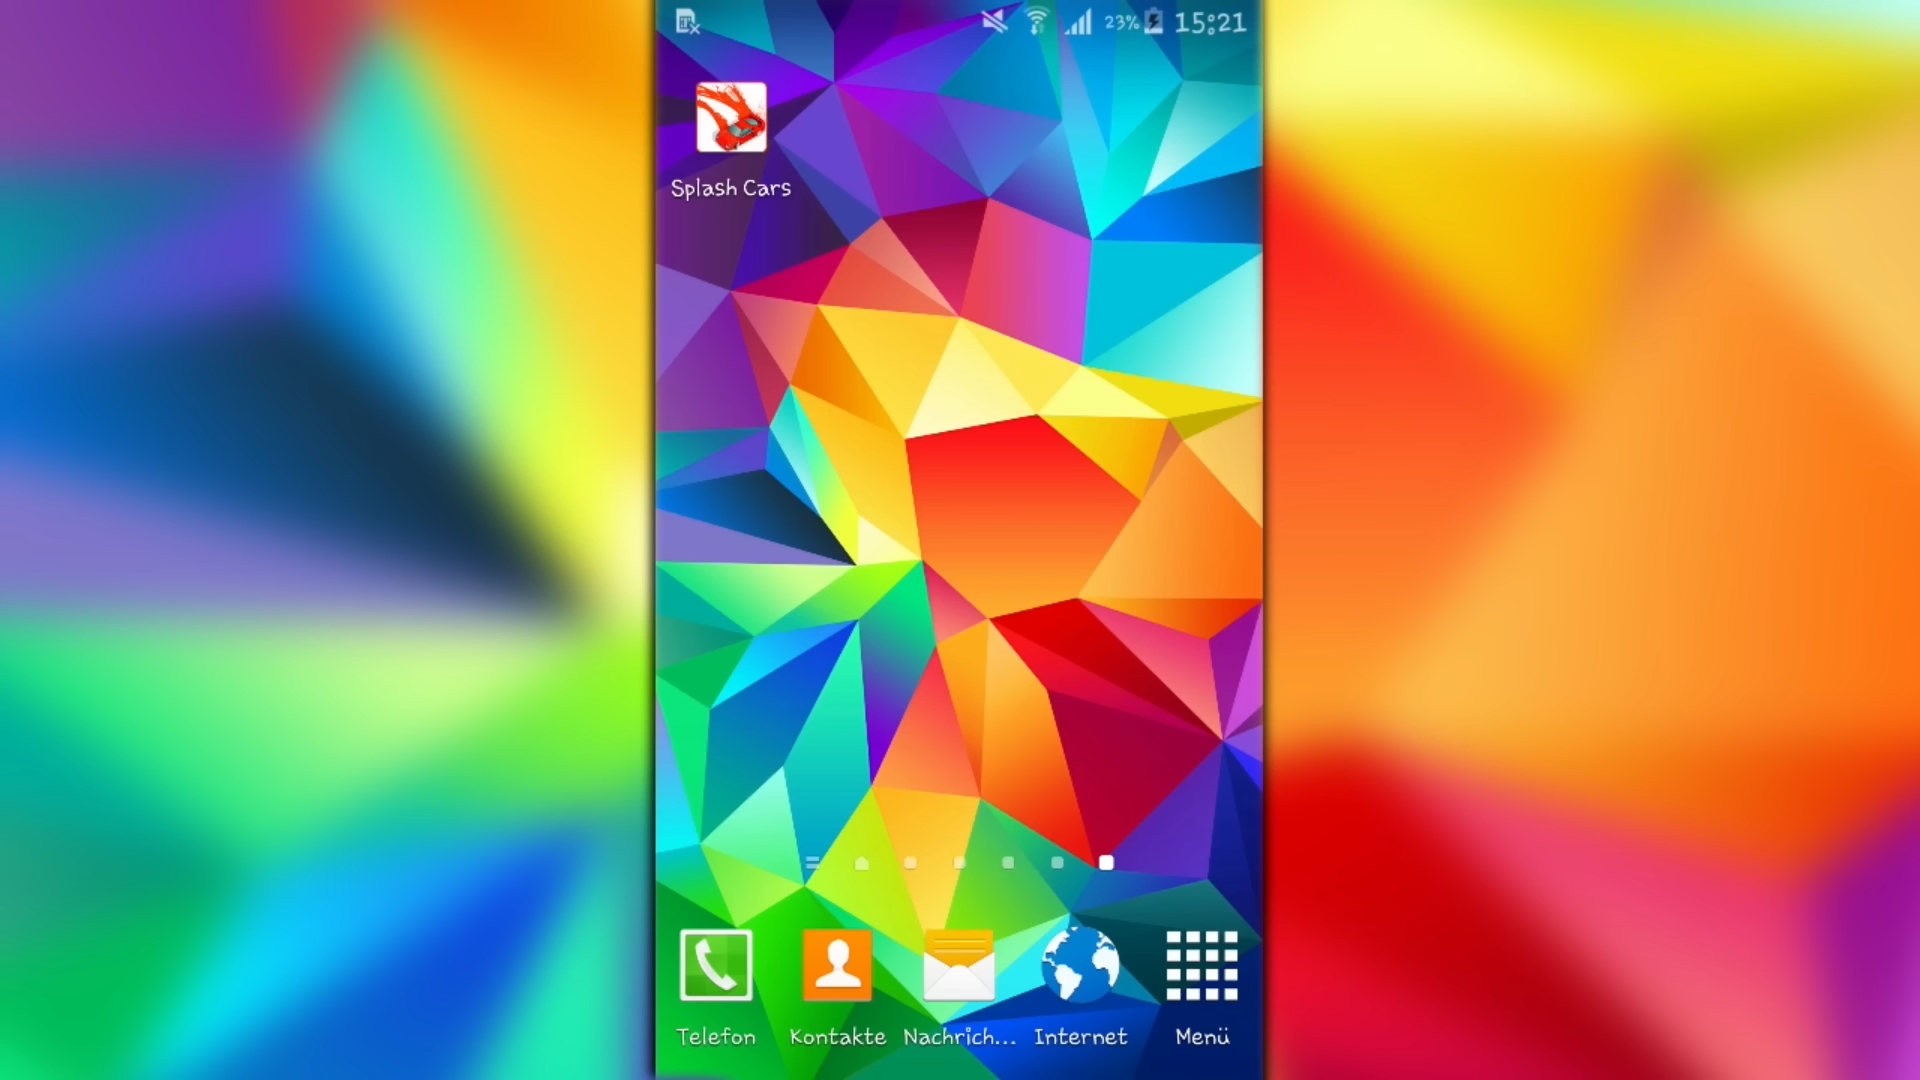 23% 15:21
Splash Cars
Telefon Kontakte Nachrich... Internet Menü